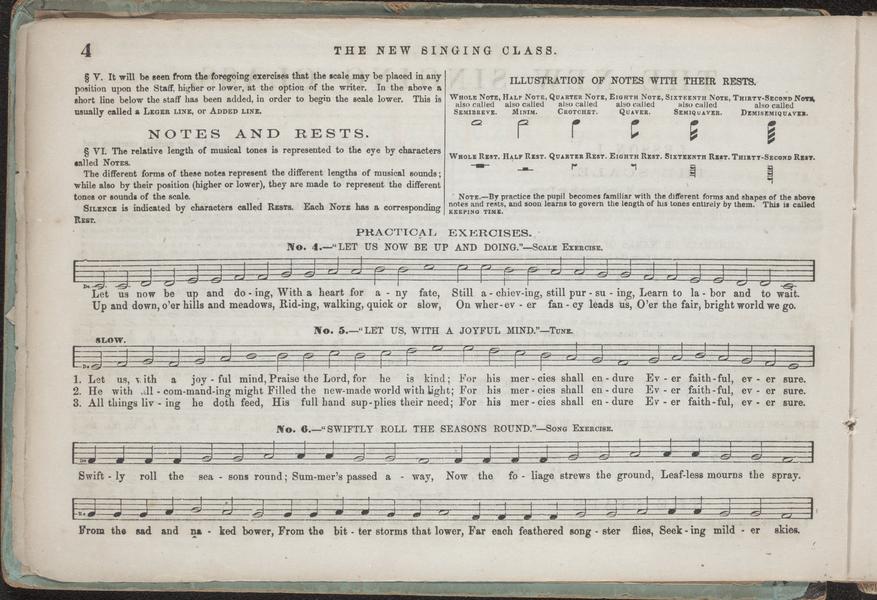 4
THE NEW SINGING CLASS.
§ V. It will be seen from the foregoing exercises that the scale may be placed in any
position upon the Staff, higher or lower, at the option of the writer. In the above a
short line below the staff has been added, in order to begin the scale lower. This is
usually called a LEGER LINE, or ADDED LINE.
NOTES AND RESTS.
§ VI. The relative length of musical tones is represented to the eye by characters
called NOTES.
The different forms of these notes represent the different lengths of musical sounds;
while also by their position (higher or lower), they are made to represent the different
tones or sounds of the scale.
SILENCE is indicated by characters called RESTS. Each NOTE has a corresponding
REST.
ILLUSTRATION OF NOTES WITH THEIR RESTS.
WHOLE NOTE, HALF NOTE, QUARTER NOTE, EIGHTH NOTE, SIXTEENTH NOTE, THIRTY-SECOND NOTE,
also called also called also called also called also called also called
SEMIBREVE. MINIM. CROTCHET. QUAVER. SEMIQUAVER. DEMISEMIQUAVER.
WHOLE REST. HALF REST. QUARTER REST. EIGHTH REST. SIXTEENTH REST. THIRTY-SECOND REST.
NOTE.—By practice the pupil becomes familiar with the different forms and shapes of the above
notes and rests, and soon learns to govern the length of his tones entirely by them. This is called
KEEPING TIME.
PRACTICAL EXERCISES.
No. 4.—"LET US NOW BE UP AND DOING."—SCALE EXERCISE.
Do
Let us now be up and do - ing, With a heart for a - ny fate, Still a - chiev-ing, still pur - su - ing, Learn to la - bor and to wait.
Up and down, o'er hills and meadows, Rid-ing, walking, quick or slow, On wher-ev - er fan - cy leads us, O'er the fair, bright world we go.
No. 5.—"LET US, WITH A JOYFUL MIND."—TUNE.
SLOW.
Do
1. Let us, with a joy - ful mind, Praise the Lord, for he is kind; For his mer - cies shall en - dure Ev - er faith-ful, ev - er sure.
2. He with all - com-mand-ing might Filled the new-made world with light; For his mer - cies shall en - dure Ev - er faith-ful, ev - er sure.
3. All things liv - ing he doth feed, His full hand sup-plies their need; For his mer - cies shall en - dure Ev - er faith-ful, ev - er sure.
No. 6.—"SWIFTLY ROLL THE SEASONS ROUND."—SONG EXERCISE.
Swift - ly roll the sea - sons round; Sum-mer's passed a - way, Now the fo - liage strews the ground, Leaf-less mourns the spray.
From the sad and na - ked bower, From the bit - ter storms that lower, Far each feathered song - ster flies, Seek - ing mild - er skies.